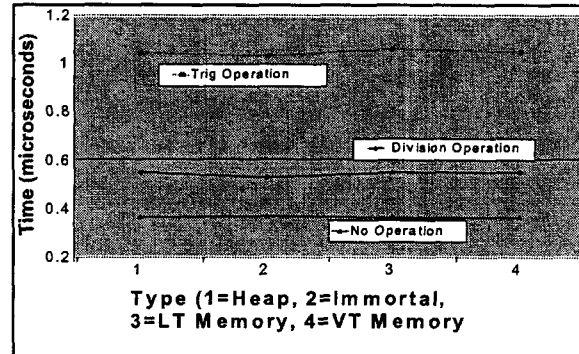 1.2
1
0.8
0.6
0.4
0.2
Time (microseconds)
Trig Operation
Division Operation
No Operation
1 2 3 4
Type (1=Heap, 2=Immortal,
3=LT Memory, 4=VT Memory